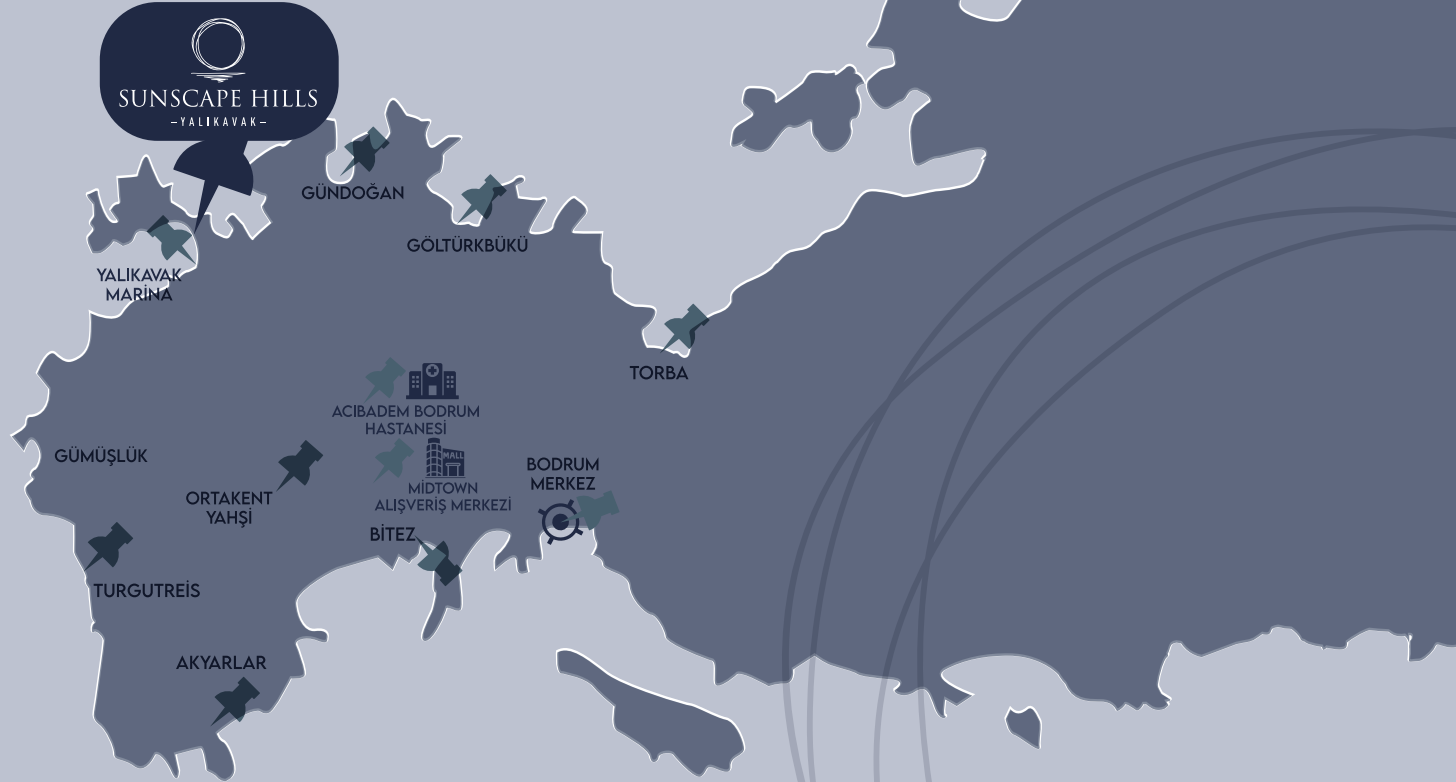 SUNSCAPE HILLS
-YALIKAVAK-
GÜNDOĞAN
GÖLTÜRKBÜKÜ
YALIKAVAK
MARİNA
TORBA
ACIBADEM BODRUM
HASTANESİ
GÜMÜŞLÜK
MALL
ORTAKENT
YAHŞİ
MİDTOWN
ALIŞVERİŞ MERKEZİ
BODRUM
MERKEZ
BİTEZ
TURGUTREİS
AKYARLAR